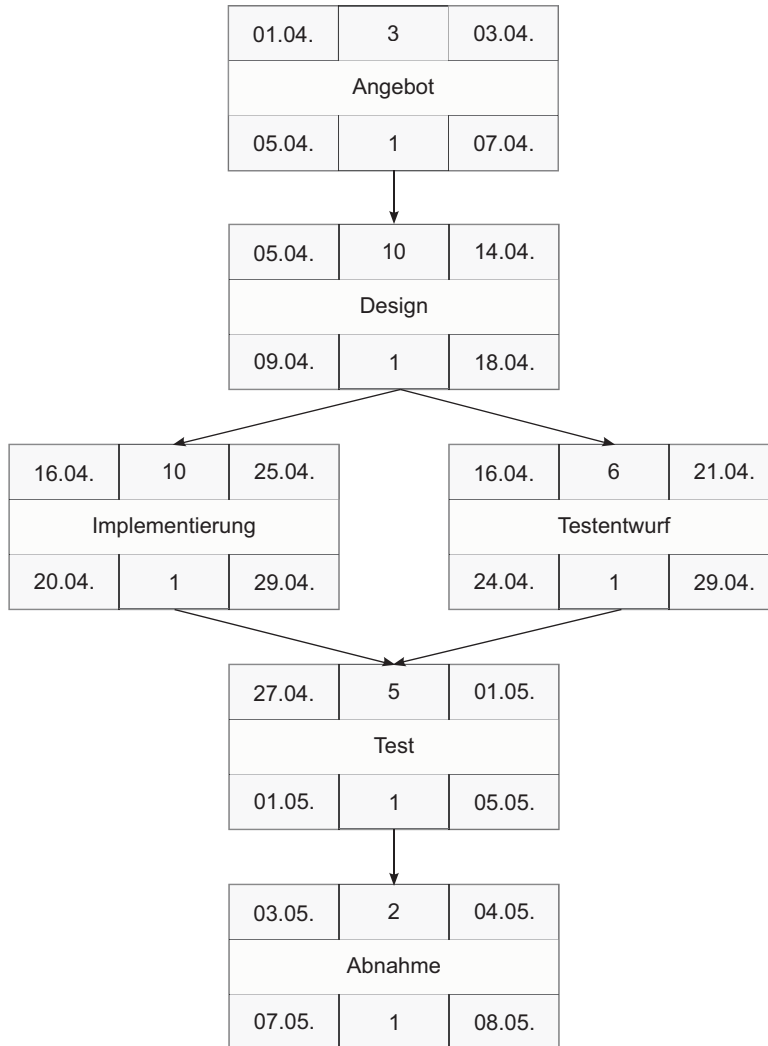 01.04. 3 03.04.
Angebot
05.04. 1 07.04.
05.04. 10 14.04.
Design
09.04. 1 18.04.
16.04. 10 25.04.
Implementierung
20.04. 1 29.04.
16.04. 6 21.04.
Testentwurf
24.04. 1 29.04.
27.04. 5 01.05.
Test
01.05. 1 05.05.
03.05. 2 04.05.
Abnahme
07.05. 1 08.05.